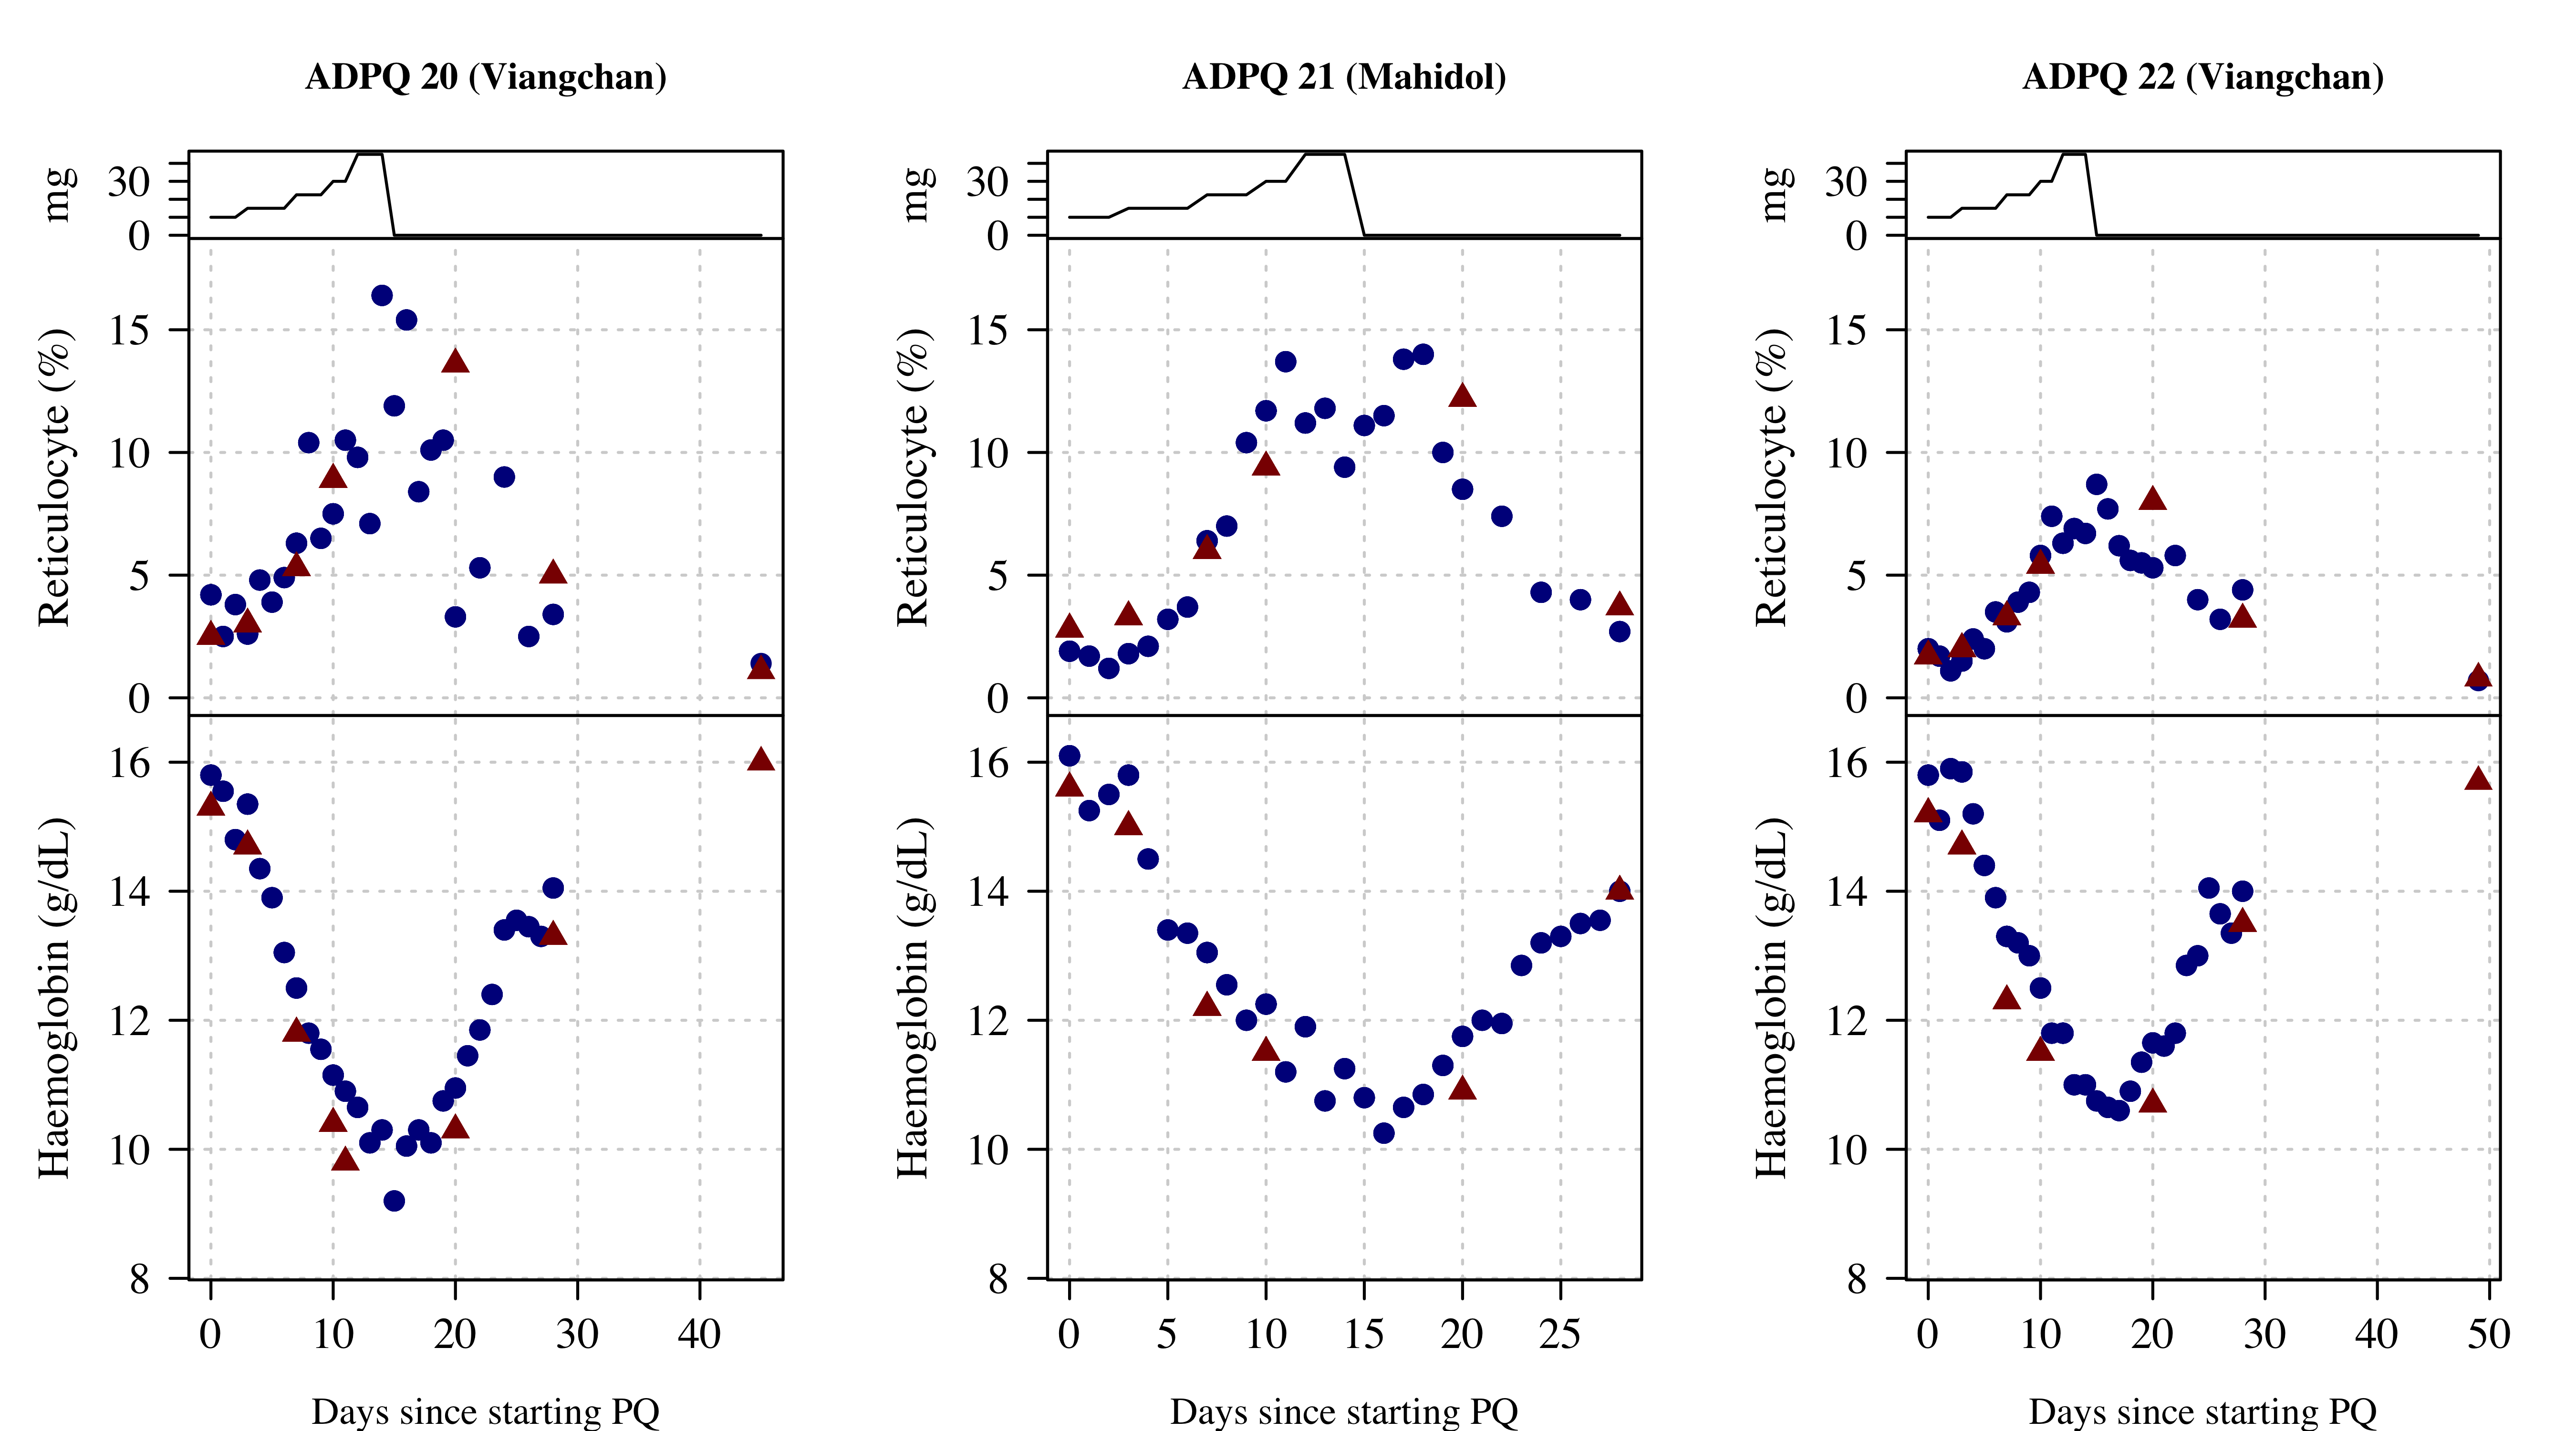 ADPQ 20 (Viangchan)
mg
30
0
Reticulocyte (%)
15
10
5
0
Haemoglobin (g/dL)
16
14
12
10
8
0 10 20 30 40
Days since starting PQ
ADPQ 21 (Mahidol)
mg
30
0
Reticulocyte (%)
15
10
5
0
Haemoglobin (g/dL)
16
14
12
10
8
0 5 10 15 20 25
Days since starting PQ
ADPQ 22 (Viangchan)
mg
30
0
Reticulocyte (%)
15
10
5
0
Haemoglobin (g/dL)
16
14
12
10
8
0 10 20 30 40 50
Days since starting PQ